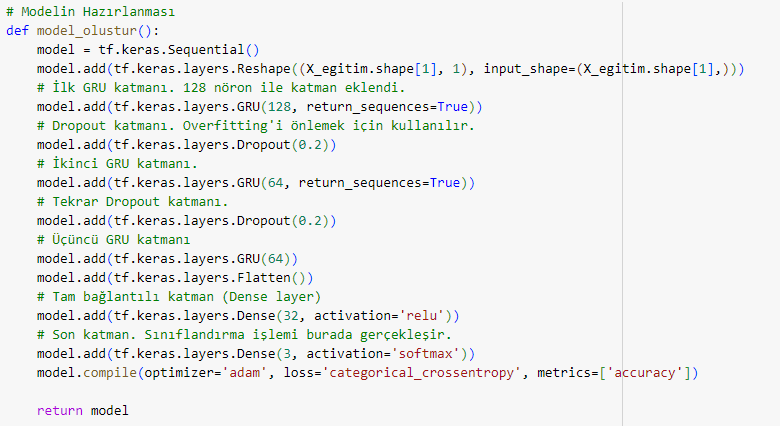 # Modelin Hazırlanması
def model_olustur():
    model = tf.keras.Sequential()
    model.add(tf.keras.layers.Reshape((X_egitim.shape[1], 1), input_shape=(X_egitim.shape[1],)))
    # İlk GRU katmanı. 128 nöron ile katman eklendi.
    model.add(tf.keras.layers.GRU(128, return_sequences=True))
    # Dropout katmanı. Overfitting'i önlemek için kullanılır.
    model.add(tf.keras.layers.Dropout(0.2))
    # İkinci GRU katmanı.
    model.add(tf.keras.layers.GRU(64, return_sequences=True))
    # Tekrar Dropout katmanı.
    model.add(tf.keras.layers.Dropout(0.2))
    # Üçüncü GRU katmanı
    model.add(tf.keras.layers.GRU(64))
    model.add(tf.keras.layers.Flatten())
    # Tam bağlantılı katman (Dense layer)
    model.add(tf.keras.layers.Dense(32, activation='relu'))
    # Son katman. Sınıflandırma işlemi burada gerçekleşir.
    model.add(tf.keras.layers.Dense(3, activation='softmax'))
    model.compile(optimizer='adam', loss='categorical_crossentropy', metrics=['accuracy'])

    return model